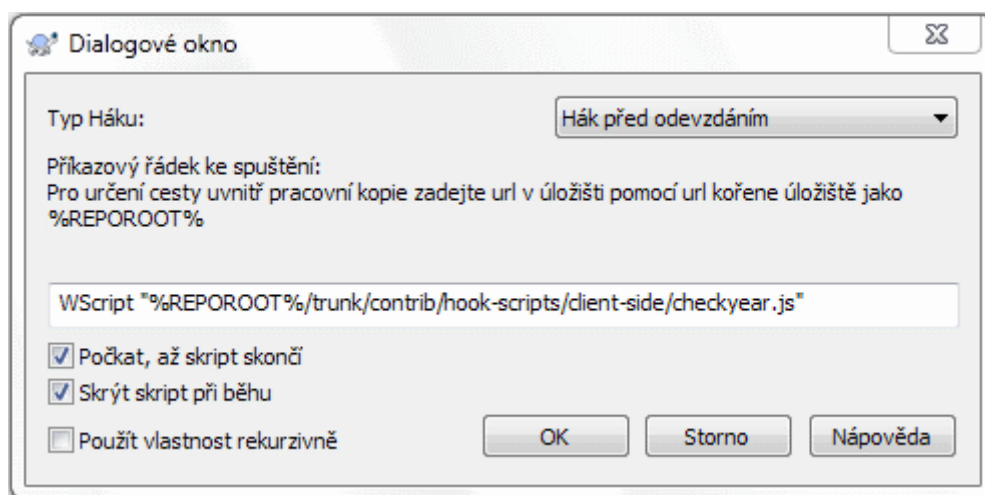 Dialogové okno
Typ Háku:
Hák před odevzdáním
Příkazový řádek ke spuštění:
Pro určení cesty uvnitř pracovní kopie zadejte url v úložišti pomocí url kořene úložiště jako
%REPOROOT%
WScript "%REPOROOT%/trunk/contrib/hook-scripts/client-side/checkyear.js"
Počkat, až skript skončí
Skrýt skript při běhu
Použít vlastnost rekurzivně
OK
Storno
Nápověda